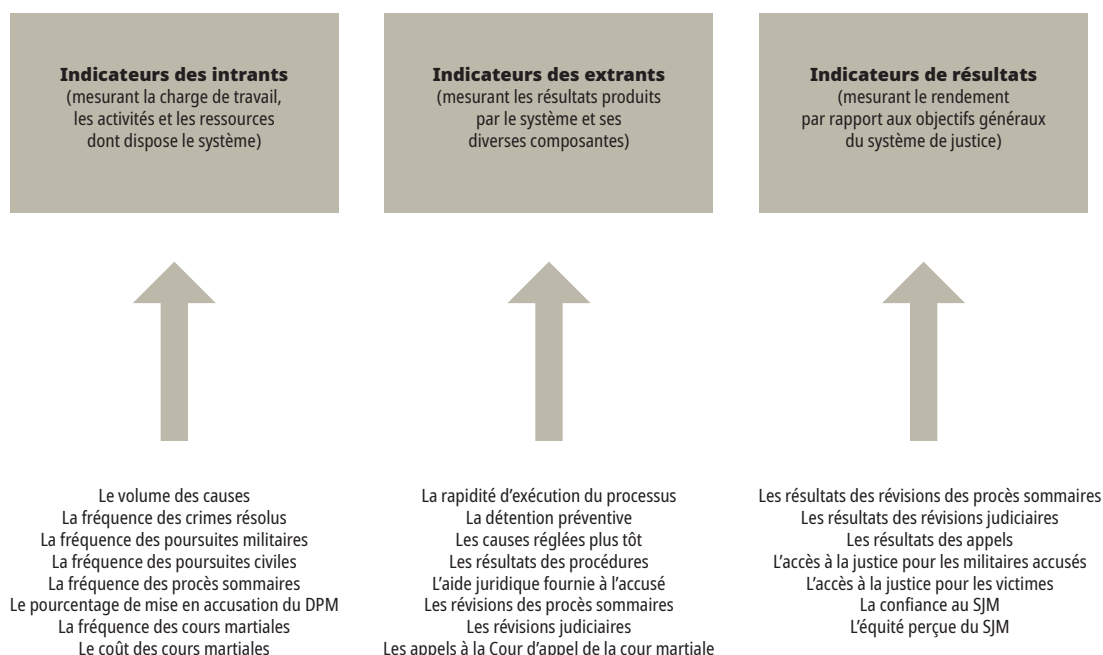 Indicateurs des intrants
(mesurant la charge de travail,
les activités et les ressources
dont dispose le système)
Indicateurs des extrants
(mesurant les résultats produits
par le système et ses
diverses composantes)
Indicateurs de résultats
(mesurant le rendement
par rapport aux objectifs généraux
du système de justice)
Le volume des causes
La fréquence des crimes résolus
La fréquence des poursuites militaires
La fréquence des poursuites civiles
La fréquence des procès sommaires
Le pourcentage de mise en accusation du DPM
La fréquence des cours martiales
Le coût des cours martiales
La rapidité d’exécution du processus
La détention préventive
Les causes réglées plus tôt
Les résultats des procédures
L’aide juridique fournie à l’accusé
Les révisions des procès sommaires
Les révisions judiciaires
Les appels à la Cour d’appel de la cour martiale
Les résultats des révisions des procès sommaires
Les résultats des révisions judiciaires
Les résultats des appels
L’accès à la justice pour les militaires accusés
L’accès à la justice pour les victimes
La confiance au SJM
L’équité perçue du SJM